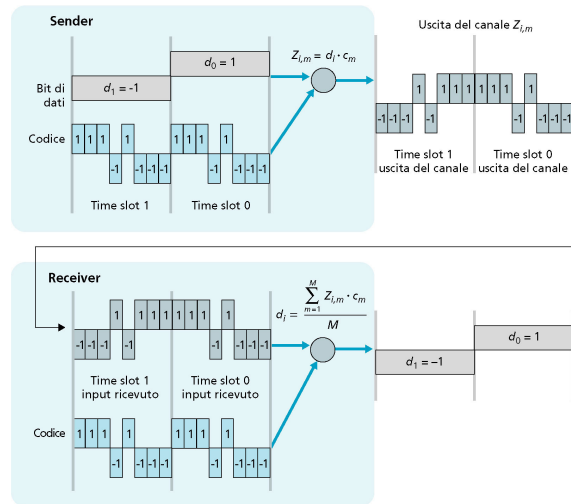 Sender
Uscita del canale Z_{i,m}
Z_{i,m} = d_i · c_m
d_0 = 1
Bit di
dati
d_1 = -1
1 1 1 1 1 1 1 1
-1 -1 -1 -1 -1 -1 -1 -1
Codice
1 1 1 1 1 1 1 1
-1 -1 -1 -1 -1 -1 -1 -1
Time slot 1 Time slot 0
Time slot 1
uscita del canale
Time slot 0
uscita del canale
Receiver
1 1 1 1 1 1 1 1
-1 -1 -1 -1 -1 -1 -1 -1
d_i = \frac{\sum_{m=1}^{M} Z_{i,m} · c_m}{M}
d_0 = 1
d_1 = –1
Time slot 1
input ricevuto
Time slot 0
input ricevuto
Codice
1 1 1 1 1 1 1 1
-1 -1 -1 -1 -1 -1 -1 -1